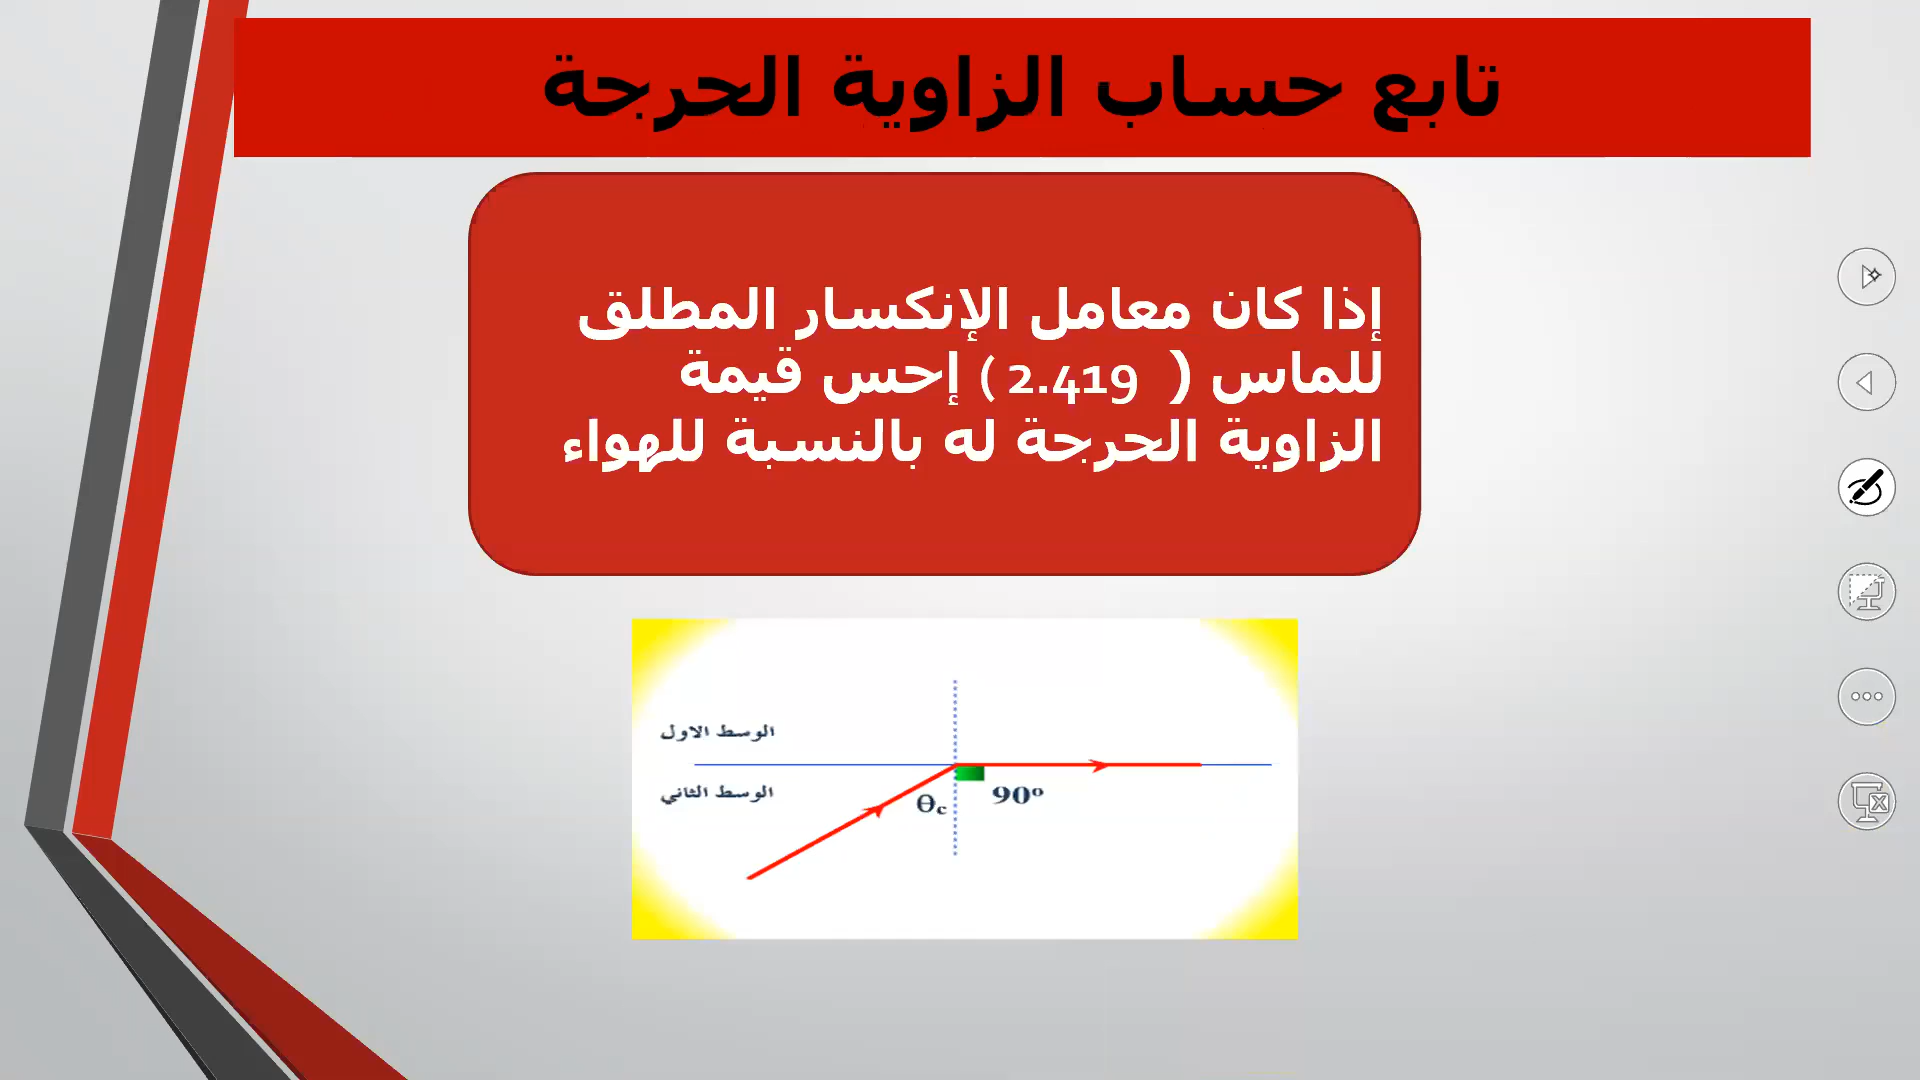 تابع حساب الزاوية الحرجة
إذا كان معامل الإنكسار المطلق
للماس ( 2.419 ) إحس قيمة
الزاوية الحرجة له بالنسبة للهواء
الوسط الاول
الوسط الثاني
Θc
90º